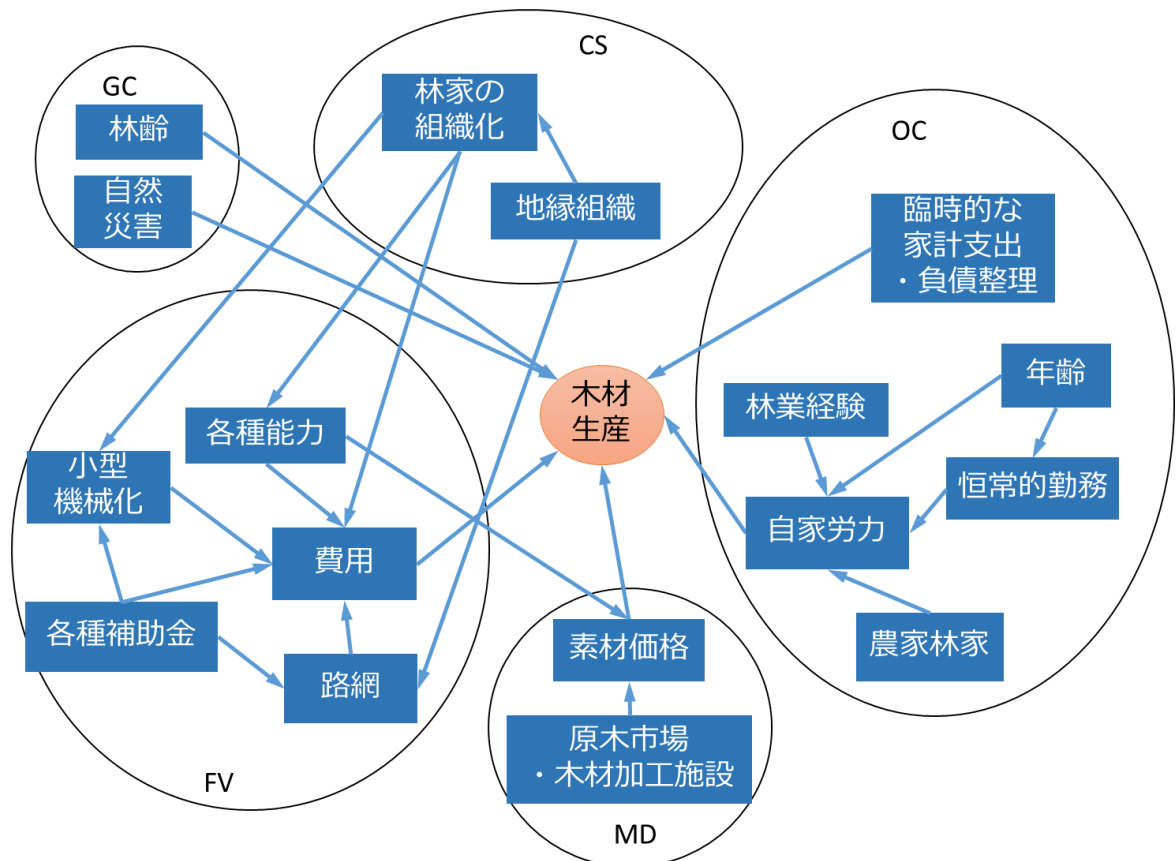 GC
林齢
自然
災害
CS
林家の
組織化
地縁組織
OC
臨時的な
家計支出
・負債整理
年齢
林業経験
恒常的勤務
自家労力
農家林家
木材
生産
各種能力
小型
機械化
費用
各種補助金
路網
FV
素材価格
原木市場
・木材加工施設
MD